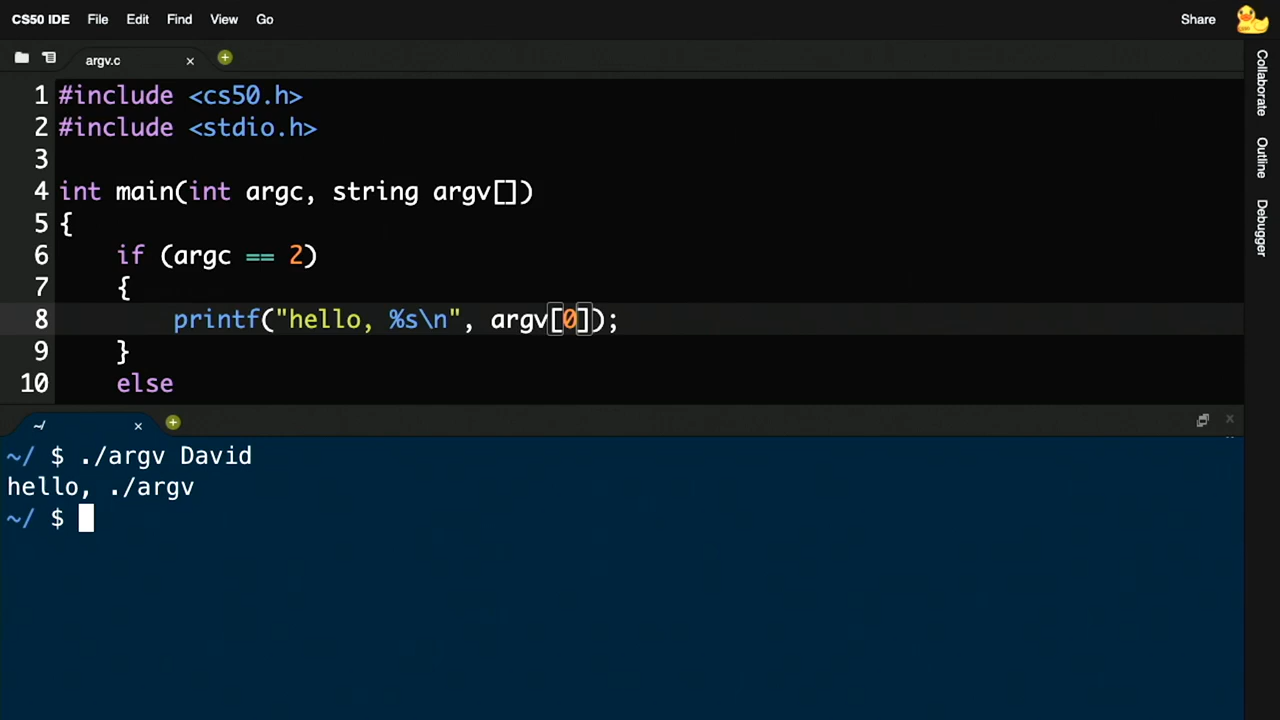 CS50 IDE File Edit Find View Go Share
argv.c
1 #include <cs50.h>
2 #include <stdio.h>
3
4 int main(int argc, string argv[])
5 {
6     if (argc == 2)
7     {
8         printf("hello, %s\n", argv[0]);
9     }
10     else
~/
~/ $ ./argv David
hello, ./argv
~/ $
Collaborate
Outline
Debugger